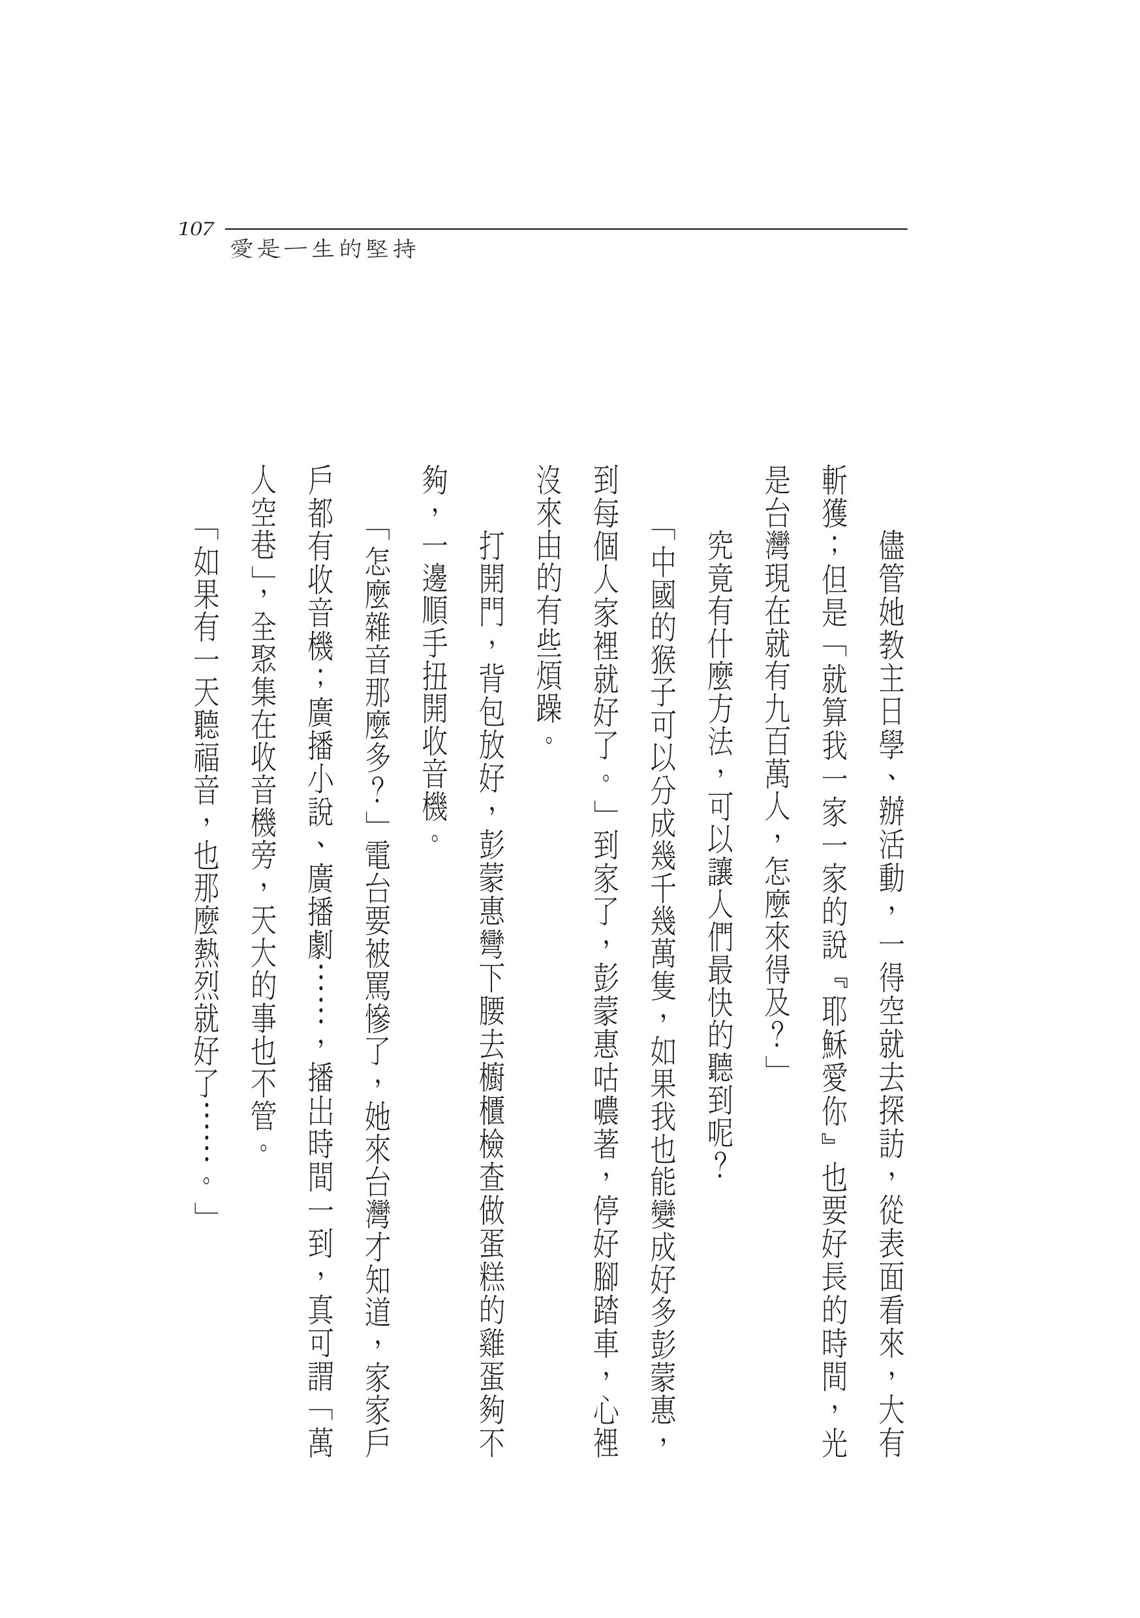 107
愛是一生的堅持
儘管她教主日學、辦活動，一得空就去探訪，從表面看來，大有
斬獲；但是「就算我一家一家的說『耶穌愛你』也要好長的時間，光
是台灣現在就有九百萬人，怎麼來得及？」
究竟有什麼方法，可以讓人們最快的聽到呢？
「中國的猴子可以分成幾千幾萬隻，如果我也能變成好多彭蒙惠，
到每個人家裡就好了。」到家了，彭蒙惠咕噥著，停好腳踏車，心裡
沒來由的有些煩躁。
打開門，背包放好，彭蒙惠彎下腰去櫥櫃檢查做蛋糕的雞蛋夠不
夠，一邊順手扭開收音機。
「怎麼雜音那麼多？」電台要被罵慘了，她來台灣才知道，家家戶
戶都有收音機；廣播小說、廣播劇……，播出時間一到，真可謂「萬
人空巷」，全聚集在收音機旁，天大的事也不管。
「如果有一天聽福音，也那麼熱烈就好了……。」